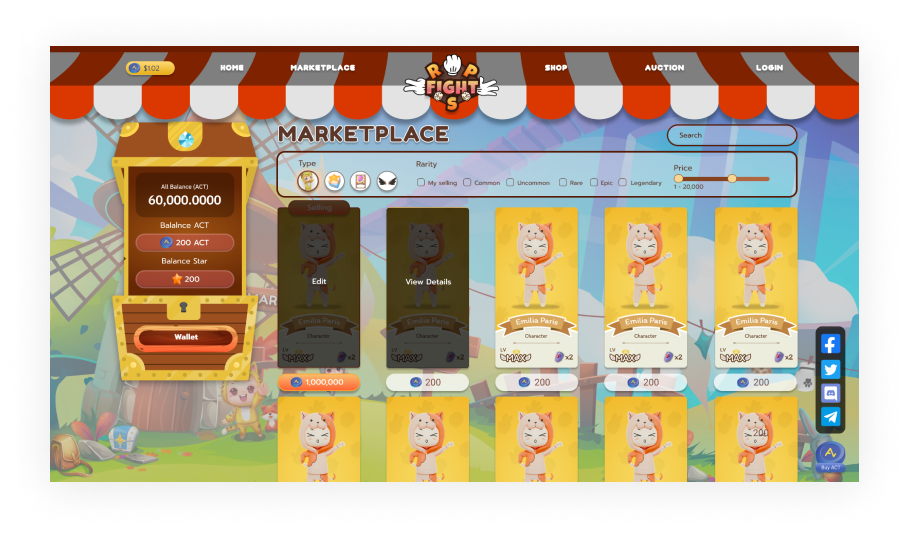 $1.02
HOME
MARKETPLACE
R P
FIGHT
S
SHOP
AUCTION
LOGIN
MARKETPLACE
Search
Type
Rarity
My selling
Common
Uncommon
Rare
Epic
Legendary
Price
1 - 20,000
All Balance (ACT)
60,000.0000
Balalnce ACT
200 ACT
Balance Star
200
Wallet
Selling
Edit
View Details
Emilia Paris
Character
LV
MAX
x2
Emilia Paris
Character
LV
MAX
x2
Emilia Paris
Character
LV
MAX
x2
Emilia Paris
Character
LV
MAX
x2
Emilia Paris
Character
LV
MAX
x2
1,000,000
200
200
200
200
Buy ACT